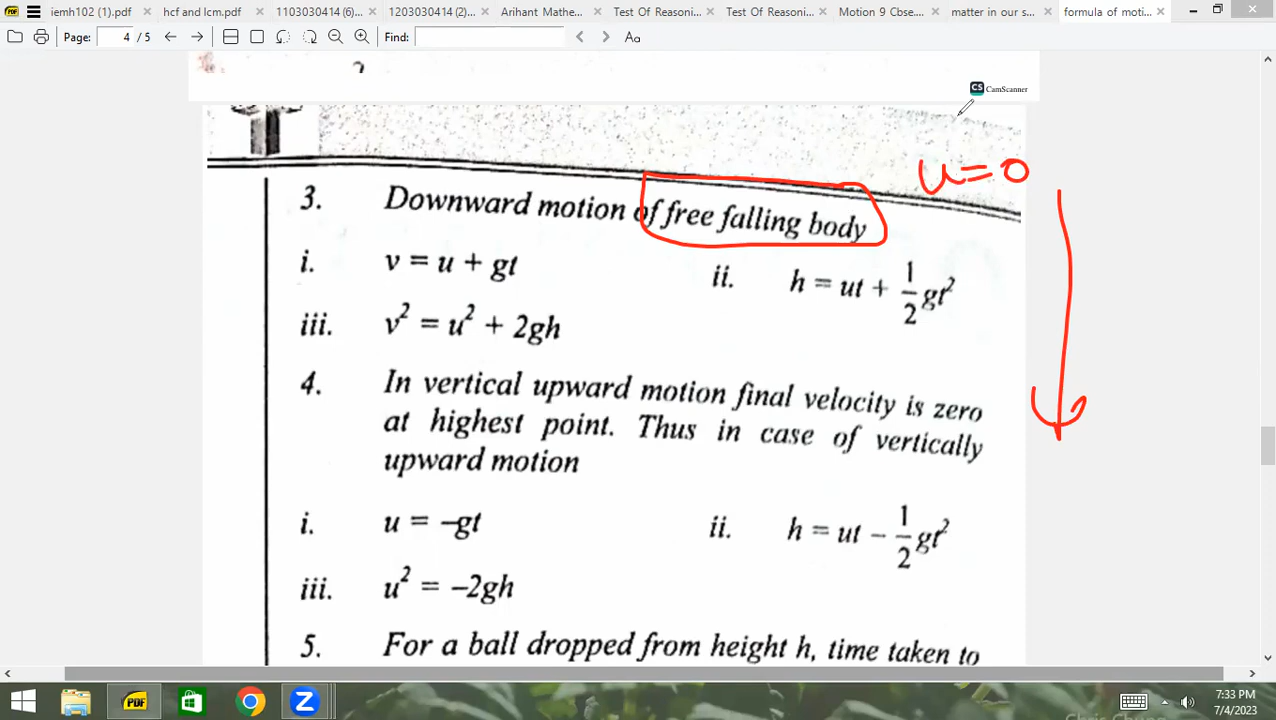 iemh102 (1).pdf × hcf and lcm.pdf × 1103030414 (6)... × 1203030414 (2)... × Arihant Mathe... × Test Of Reasoni... × Test Of Reasoni... × Motion 9 Cbse.... × matter in our s... × formula of moti... ×
Page: 4 / 5 Find: Aa
CS CamScanner
u=0
3. Downward motion of free falling body
i. v = u + gt ii. h = ut + 1/2 gt²
iii. v² = u² + 2gh
4. In vertical upward motion final velocity is zero
at highest point. Thus in case of vertically
upward motion
i. u = –gt ii. h = ut – 1/2 gt²
iii. u² = –2gh
5. For a ball dropped from height h, time taken to
PDF Z 7:33 PM
7/4/2023